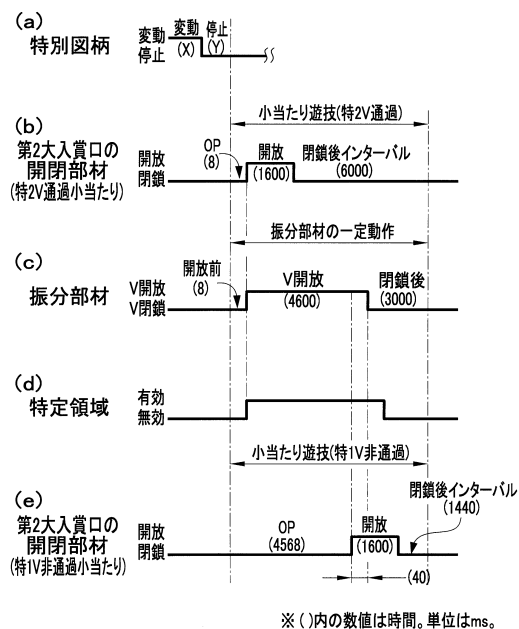 (a)
特別図柄
変動
停止
変動
(X)
停止
(Y)
小当たり遊技(特2V通過)
(b)
第2大入賞口の
開閉部材
(特2V通過小当たり)
開放
閉鎖
OP
(8)
開放
(1600)
閉鎖後インターバル
(6000)
振分部材の一定動作
(c)
振分部材
V開放
V閉鎖
開放前
(8)
V開放
(4600)
閉鎖後
(3000)
(d)
特定領域
有効
無効
小当たり遊技(特1V非通過)
(e)
第2大入賞口の
開閉部材
(特1V非通過小当たり)
開放
閉鎖
OP
(4568)
開放
(1600)
閉鎖後インターバル
(1440)
(40)
※( )内の数値は時間。単位はms。